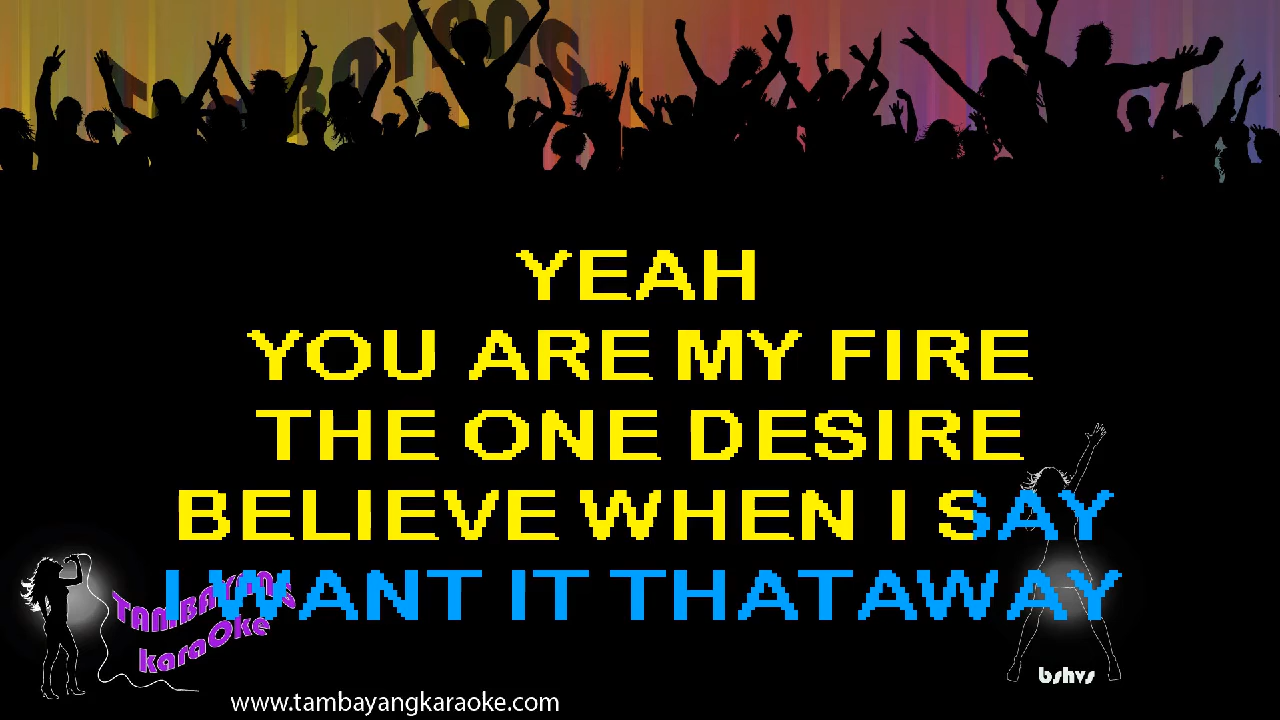 TAMBAYANG
YEAH
YOU ARE MY FIRE
THE ONE DESIRE
BELIEVE WHEN I SAY
I WANT IT THATAWAY
TAMBAYANG
karaOke
bshvs
www.tambayangkaraoke.com